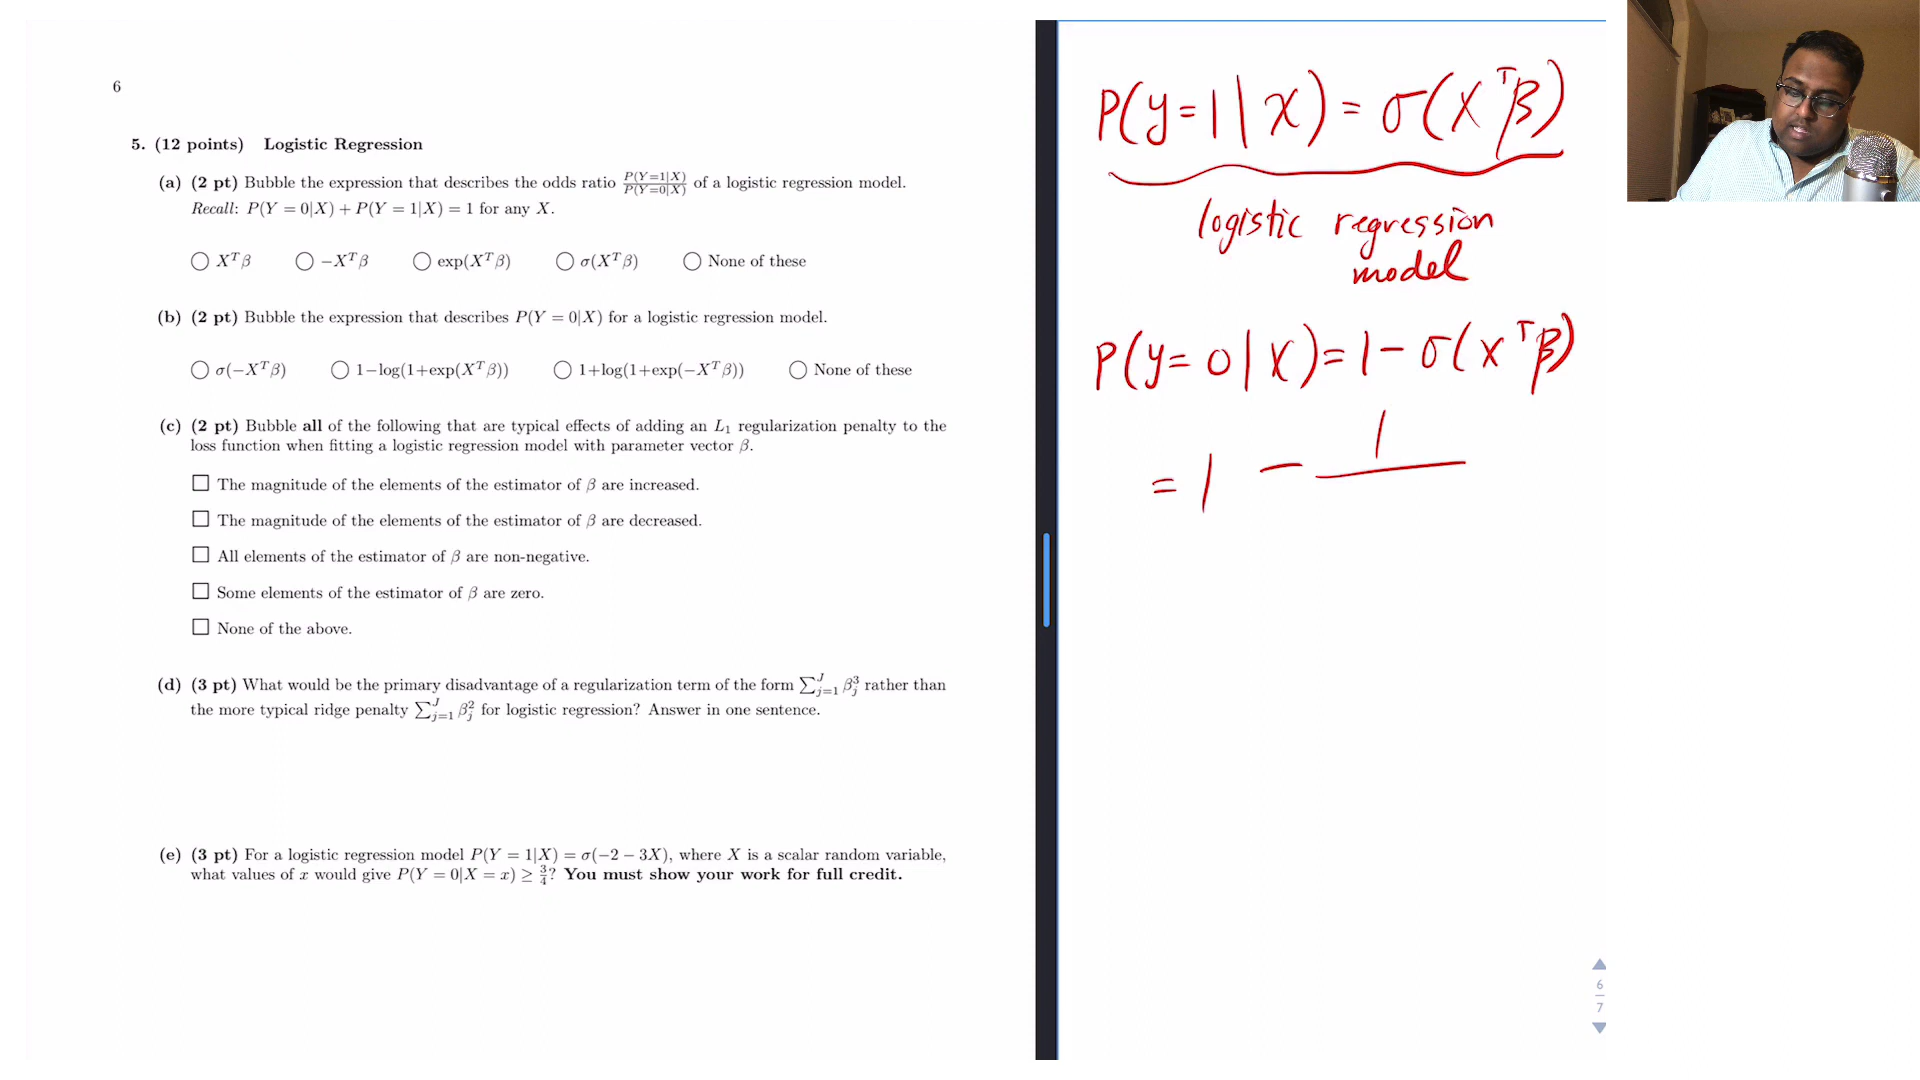 6
5. (12 points) Logistic Regression
(a) (2 pt) Bubble the expression that describes the odds ratio P(Y=1|X)/P(Y=0|X) of a logistic regression model.
Recall: P(Y = 0|X) + P(Y = 1|X) = 1 for any X.
○ X^T β ○ −X^T β ○ exp(X^T β) ○ σ(X^T β) ○ None of these
(b) (2 pt) Bubble the expression that describes P(Y = 0|X) for a logistic regression model.
○ σ(−X^T β) ○ 1−log(1+exp(X^T β)) ○ 1+log(1+exp(−X^T β)) ○ None of these
(c) (2 pt) Bubble all of the following that are typical effects of adding an L₁ regularization penalty to the
loss function when fitting a logistic regression model with parameter vector β.
□ The magnitude of the elements of the estimator of β are increased.
□ The magnitude of the elements of the estimator of β are decreased.
□ All elements of the estimator of β are non-negative.
□ Some elements of the estimator of β are zero.
□ None of the above.
(d) (3 pt) What would be the primary disadvantage of a regularization term of the form ∑_{j=1}^J β_j^3 rather than
the more typical ridge penalty ∑_{j=1}^J β_j^2 for logistic regression? Answer in one sentence.
(e) (3 pt) For a logistic regression model P(Y = 1|X) = σ(−2 − 3X), where X is a scalar random variable,
what values of x would give P(Y = 0|X = x) ≥ 3/4? You must show your work for full credit.
P(y=1|X) = σ(X^T β)
logistic regression
model
P(y=0|X)=1-σ(X^T β)
= 1 - 1/
6
7